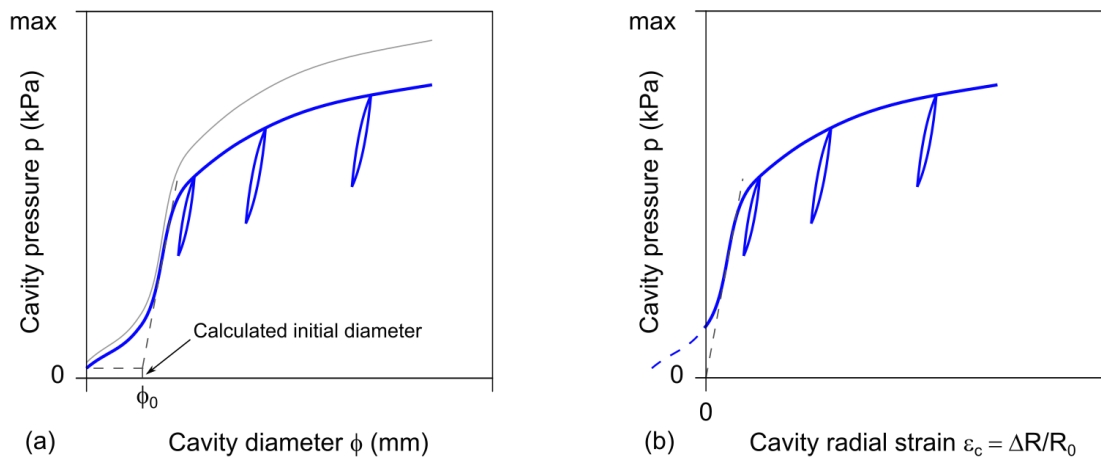 max
Cavity pressure p (kPa)
Calculated initial diameter
0
ϕ₀
(a)
Cavity diameter ϕ (mm)
max
Cavity pressure p (kPa)
0
0
(b)
Cavity radial strain ε_c = ΔR/R₀